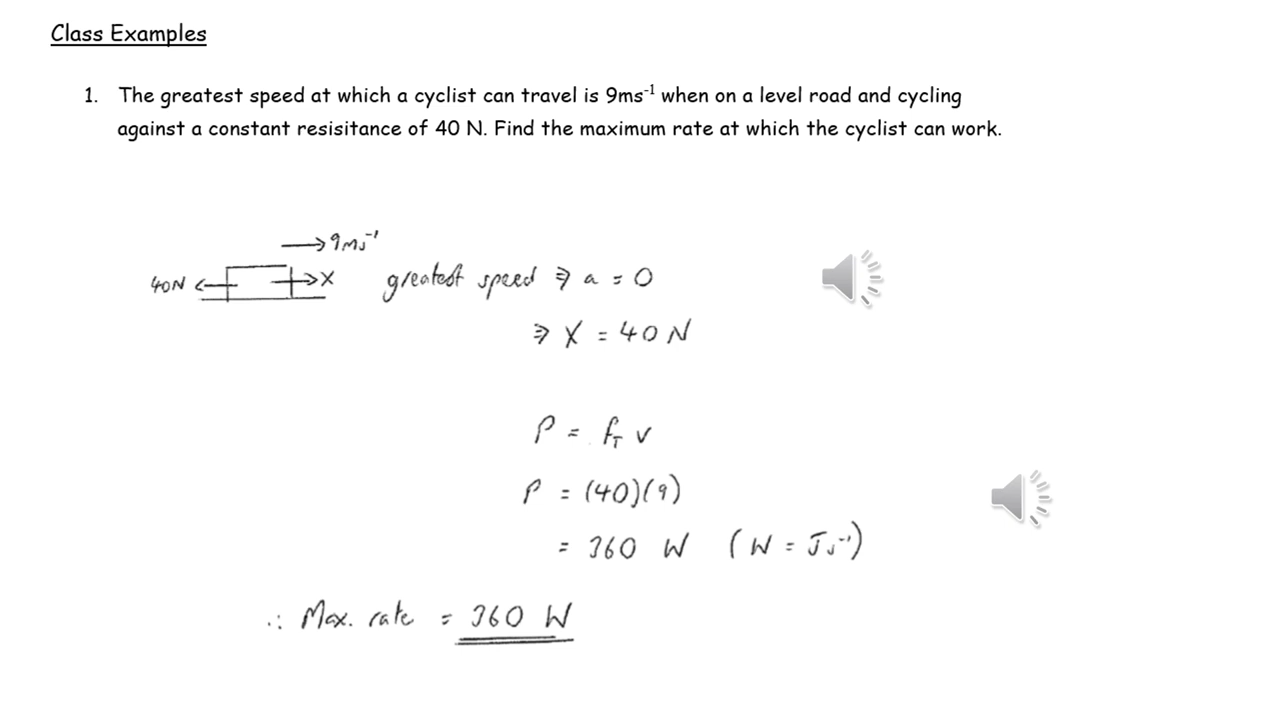 Class Examples
1. The greatest speed at which a cyclist can travel is 9ms⁻¹ when on a level road and cycling
against a constant resisitance of 40 N. Find the maximum rate at which the cyclist can work.
→ 9ms⁻¹
40N ← → X greatest speed ⇒ a = 0
⇒ X = 40 N
P = F_T v
P = (40)(9)
= 360 W (W = Js⁻¹)
∴ Max. rate = 360 W